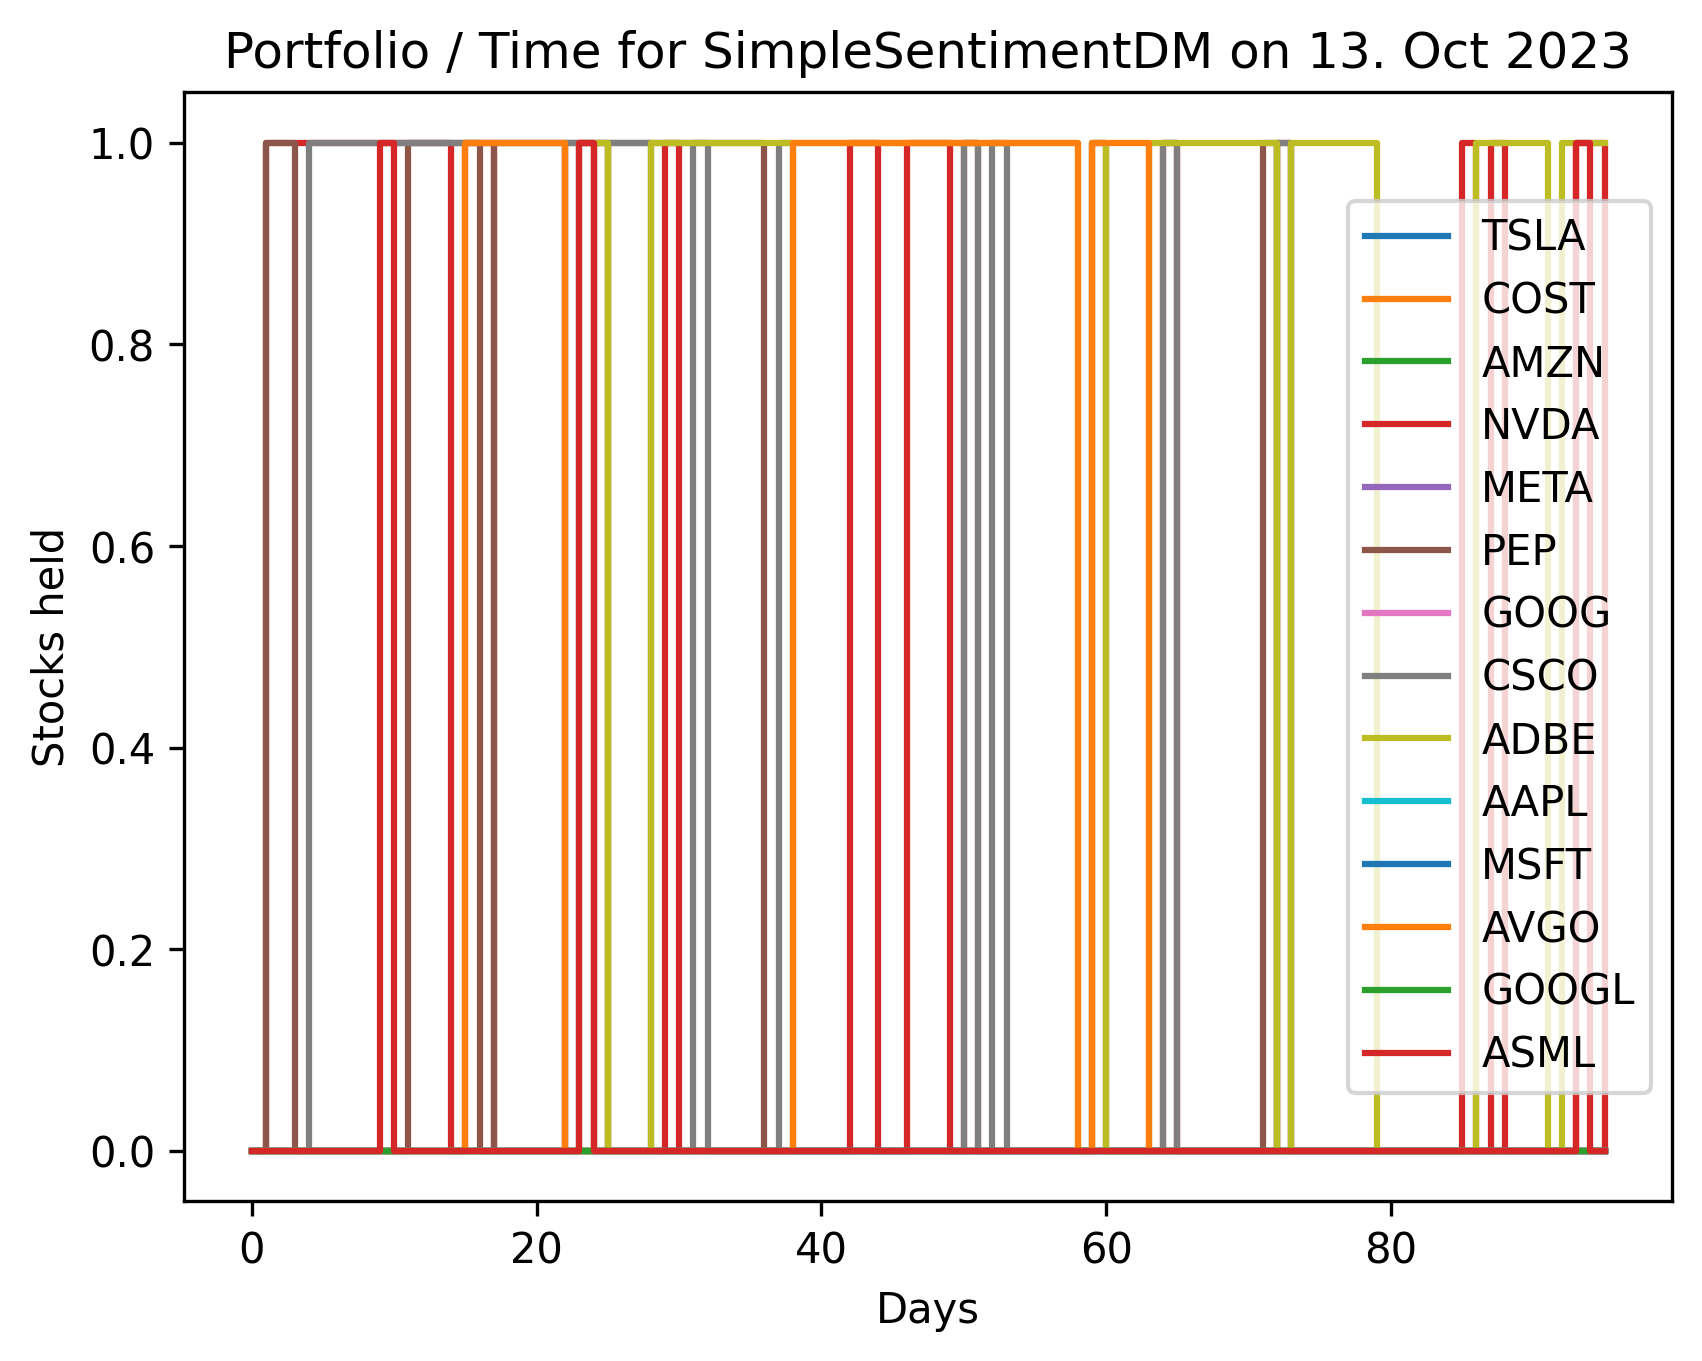 Portfolio / Time for SimpleSentimentDM on 13. Oct 2023
1.0
0.8
0.6
0.4
0.2
0.0
Stocks held
TSLA
COST
AMZN
NVDA
META
PEP
GOOG
CSCO
ADBE
AAPL
MSFT
AVGO
GOOGL
ASML
0 20 40 60 80
Days